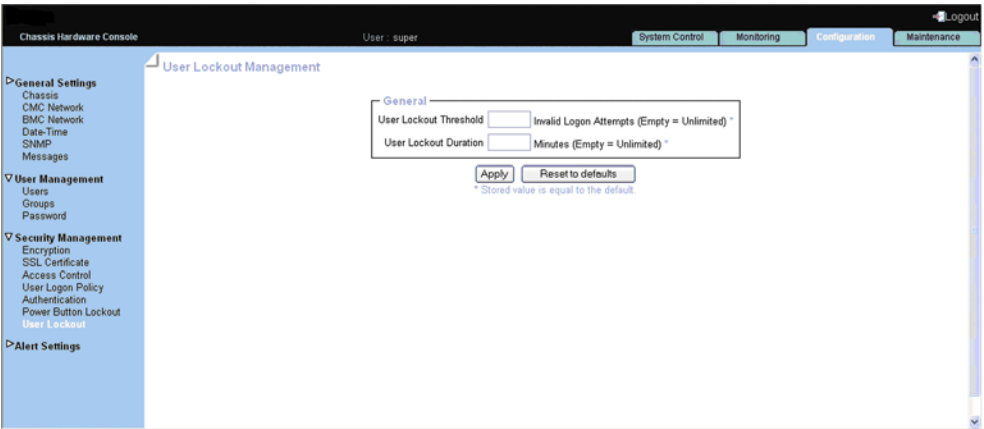 Logout
Chassis Hardware Console
User : super
System Control
Monitoring
Configuration
Maintenance
General Settings
Chassis
CMC Network
BMC Network
Date-Time
SNMP
Messages
User Management
Users
Groups
Password
Security Management
Encryption
SSL Certificate
Access Control
User Logon Policy
Authentication
Power Button Lockout
User Lockout
Alert Settings
User Lockout Management
General
User Lockout Threshold Invalid Logon Attempts (Empty = Unlimited) *
User Lockout Duration Minutes (Empty = Unlimited) *
Apply Reset to defaults
* Stored value is equal to the default.